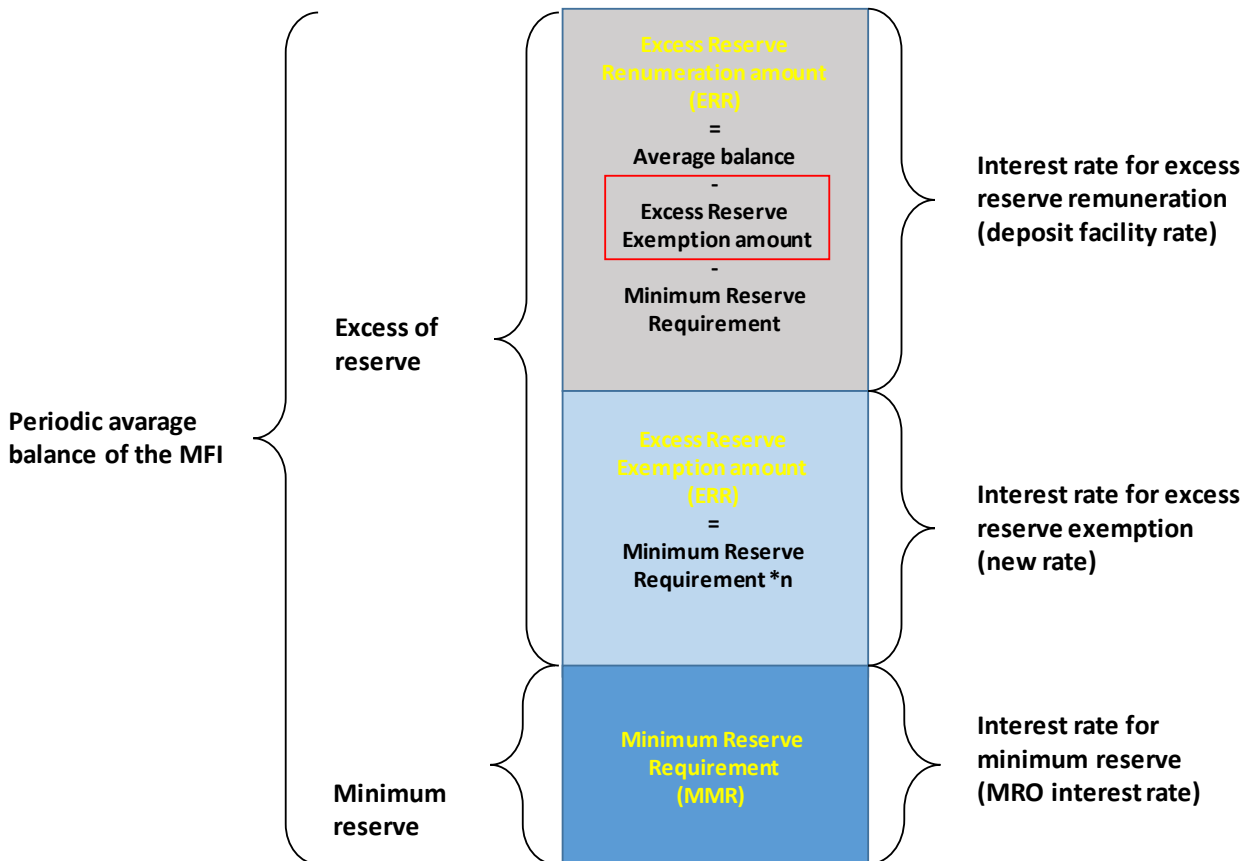 Periodic avarage
balance of the MFI
Excess of
reserve
Minimum
reserve
Excess Reserve
Renumeration amount
(ERR)
=
Average balance
-
Excess Reserve
Exemption amount
-
Minimum Reserve
Requirement
Excess Reserve
Exemption amount
(ERR)
=
Minimum Reserve
Requirement *n
Minimum Reserve
Requirement
(MMR)
Interest rate for excess
reserve remuneration
(deposit facility rate)
Interest rate for excess
reserve exemption
(new rate)
Interest rate for
minimum reserve
(MRO interest rate)